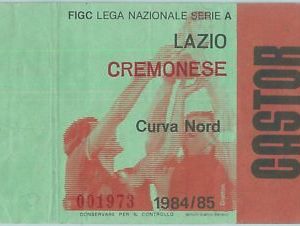 FIGC LEGA NAZIONALE SERIE A
LAZIO
CREMONESE
Curva Nord
001973
1984/85
CONSERVARE PER IL CONTROLLO
CASTOR